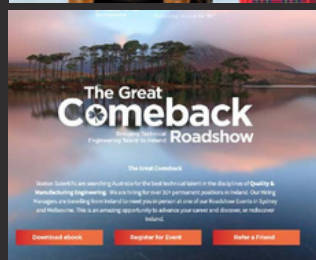 The Great
Comeback
Bringing Technical
Engineering Talent to Ireland
Roadshow
The Great Comeback
Boston Scientific are searching Australia for the best technical talent in the disciplines of Quality &
Manufacturing Engineering. We are hiring for over 30+ permanent positions in Ireland. Our Hiring
Managers are travelling from Ireland to meet you in person at one of our Roadshow Events in Sydney
and Melbourne. This is an amazing opportunity to advance your career and discover, or rediscover
Ireland.
Download ebook
Register for Event
Refer a Friend